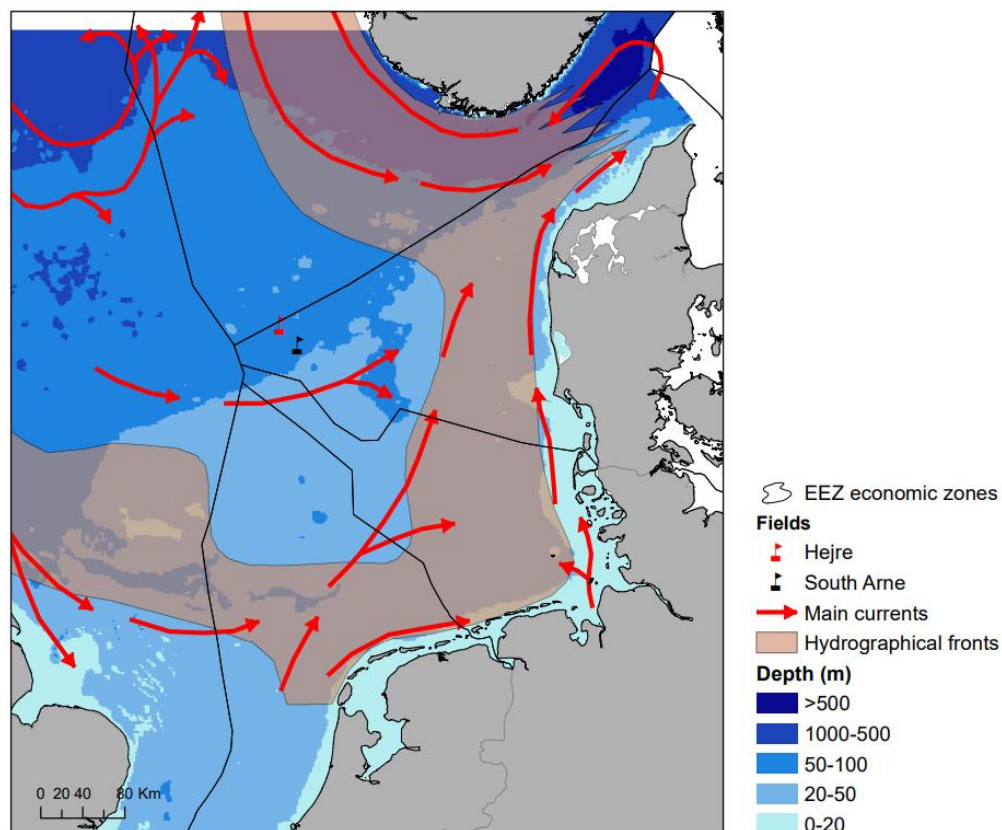 0 20 40 80 Km
EEZ economic zones
Fields
Hejre
South Arne
Main currents
Hydrographical fronts
Depth (m)
>500
1000-500
50-100
20-50
0-20